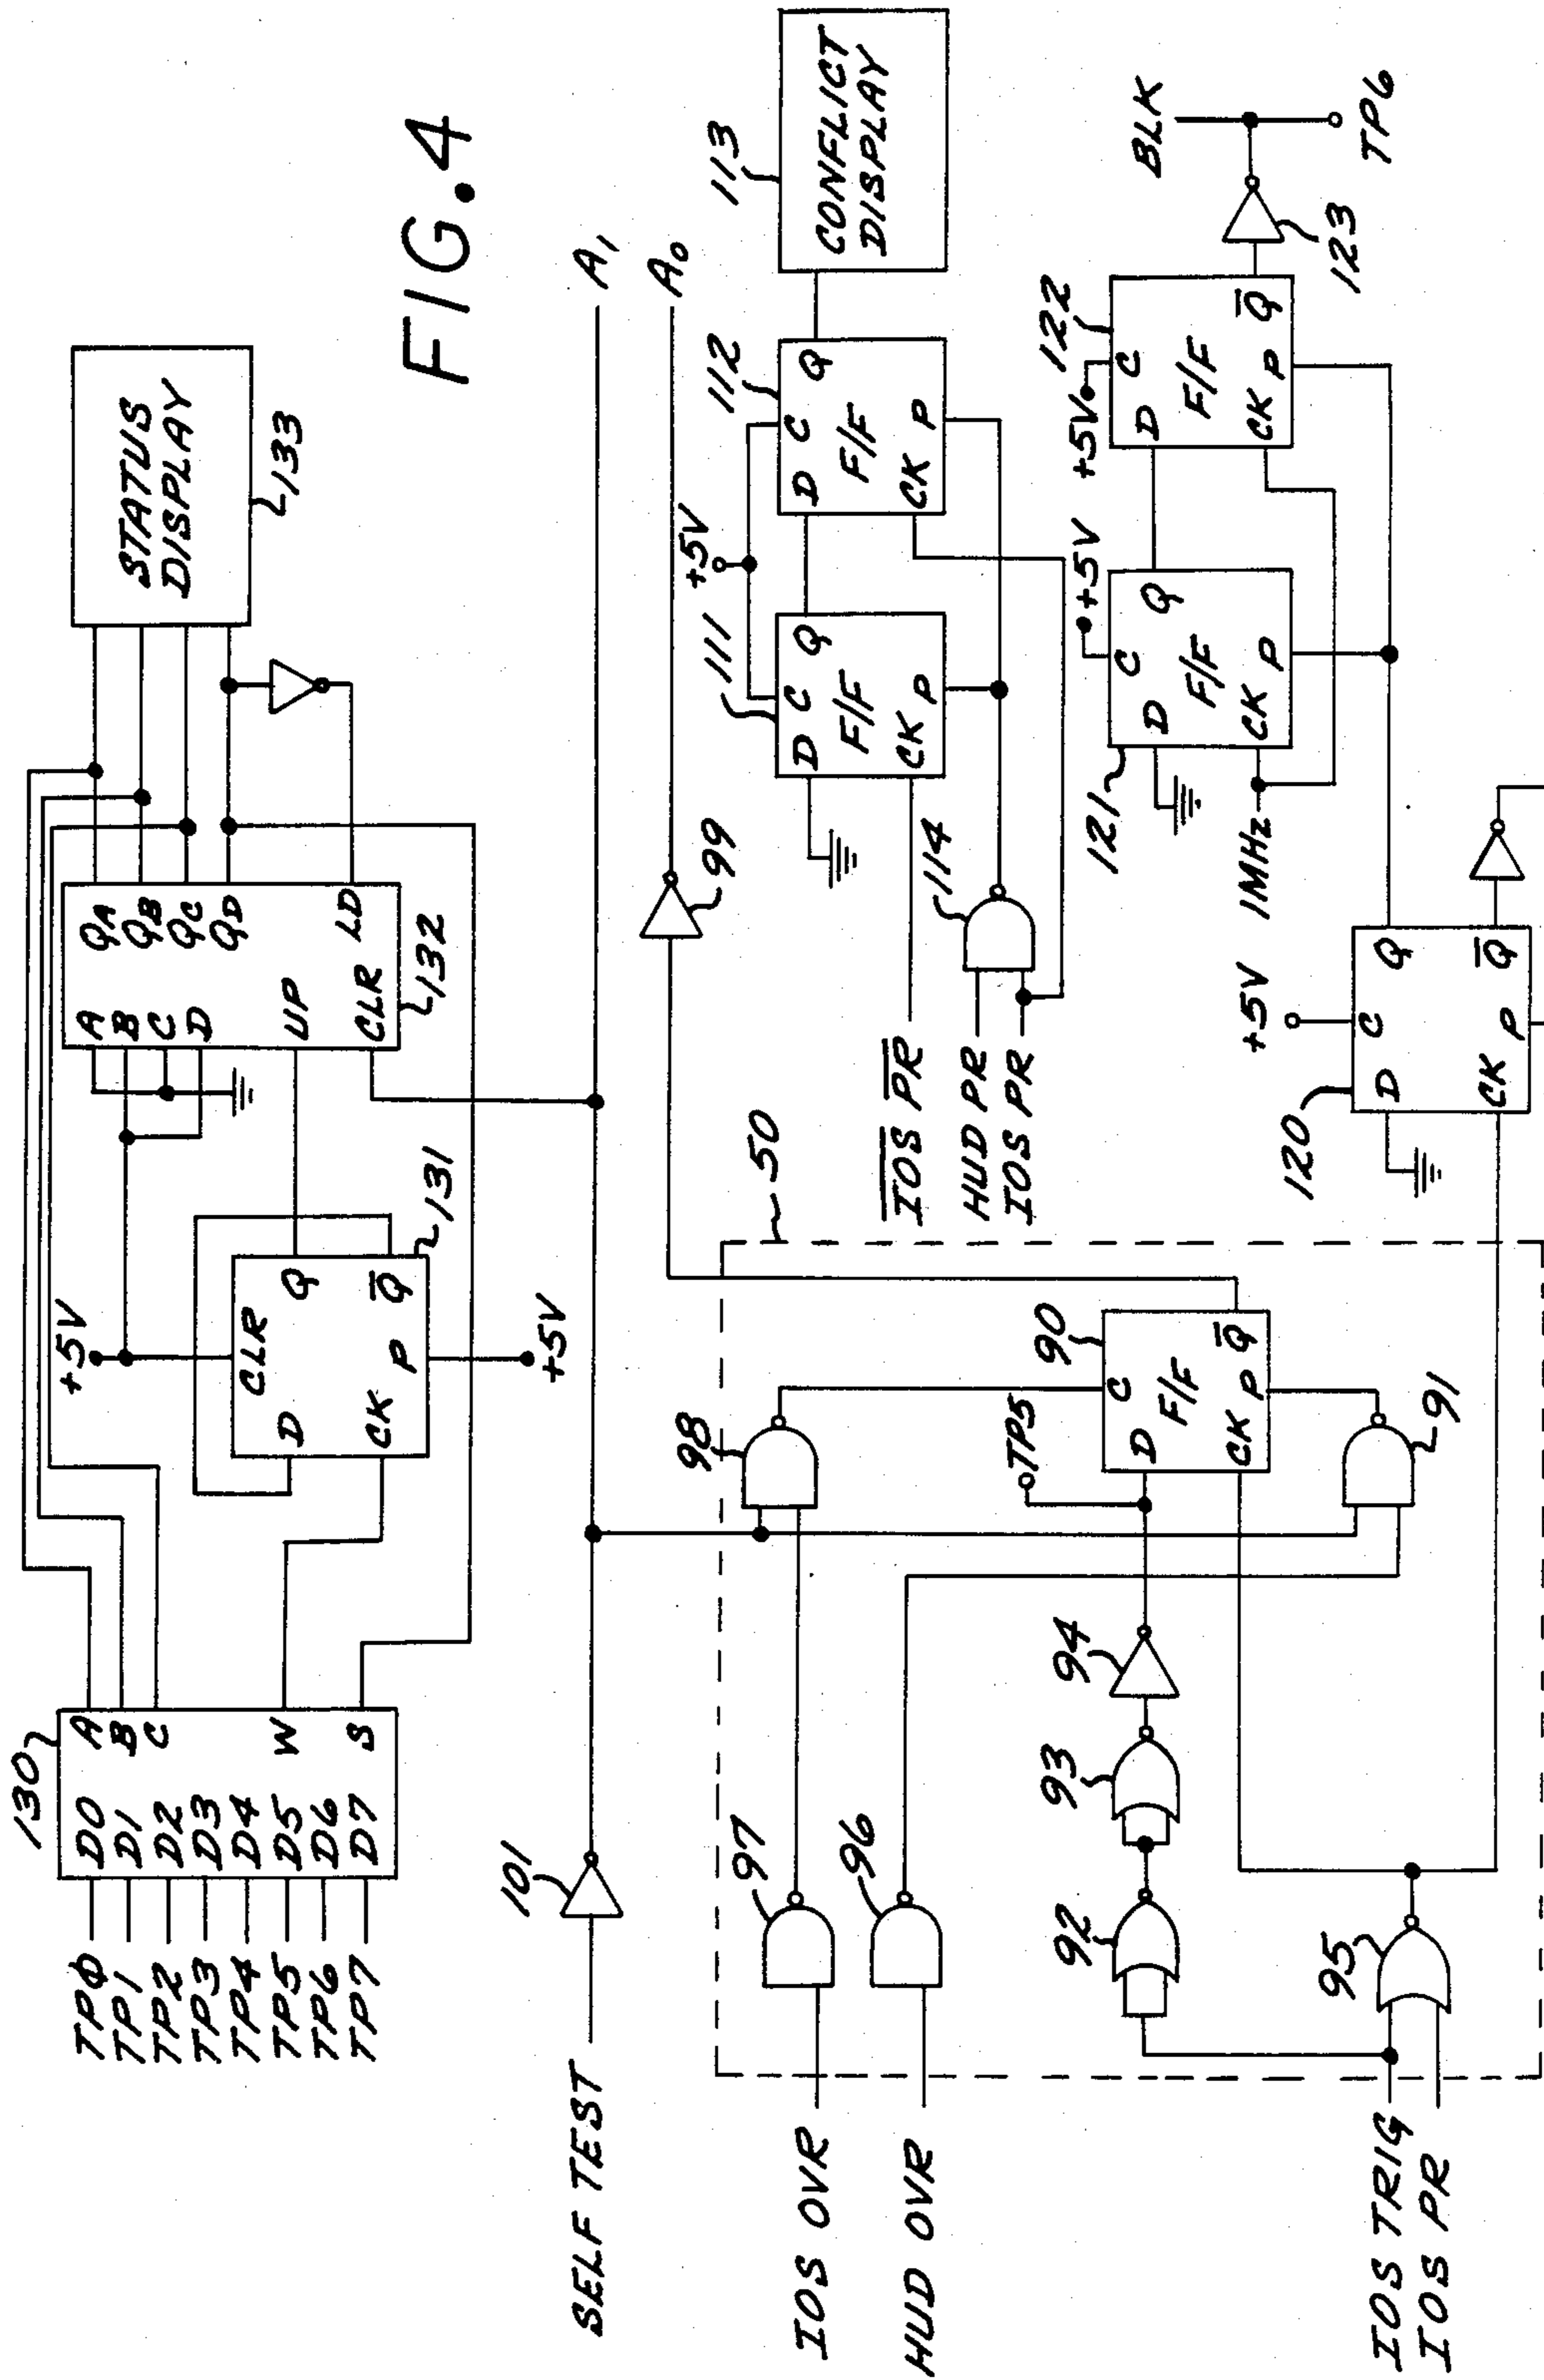 FIG. 4
TPØ
TP1
TP2
TP3
TP4
TP5
TP6
TP7
130
D0
D1
D2
D3
D4
D5
D6
D7
A
B
C
W
S
+5V
CLR
D
Q
CK
P
Q̅
131
+5V
A
B
C
D
UP
CLR
QA
QB
QC
QD
LD
132
STATUS
DISPLAY
133
SELF TEST
101
A1
A0
50
IOS OVR
97
98
HUD OVR
96
TP5
90
C
D
F/F
CK
P
Q̅
91
92
93
94
95
IOS TRIG
IOS PR
99
I̅O̅S̅ P̅R̅
HUD PR
IOS PR
114
+5V
111
D
C
Q
F/F
CK
P
112
D
C
Q
F/F
CK
P
113
CONFLICT
DISPLAY
120
+5V
D
C
Q
CK
P
Q̅
1MHz
121
+5V
D
C
Q
F/F
CK
P
+5V
122
D
C
F/F
CK
P
Q̅
123
BLK
TP6